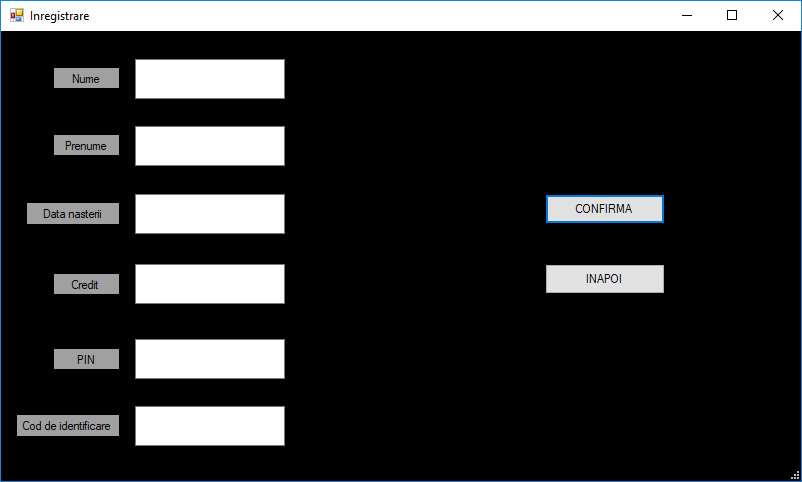 Inregistrare
Nume
Prenume
Data nasterii
CONFIRMA
Credit
INAPOI
PIN
Cod de identificare